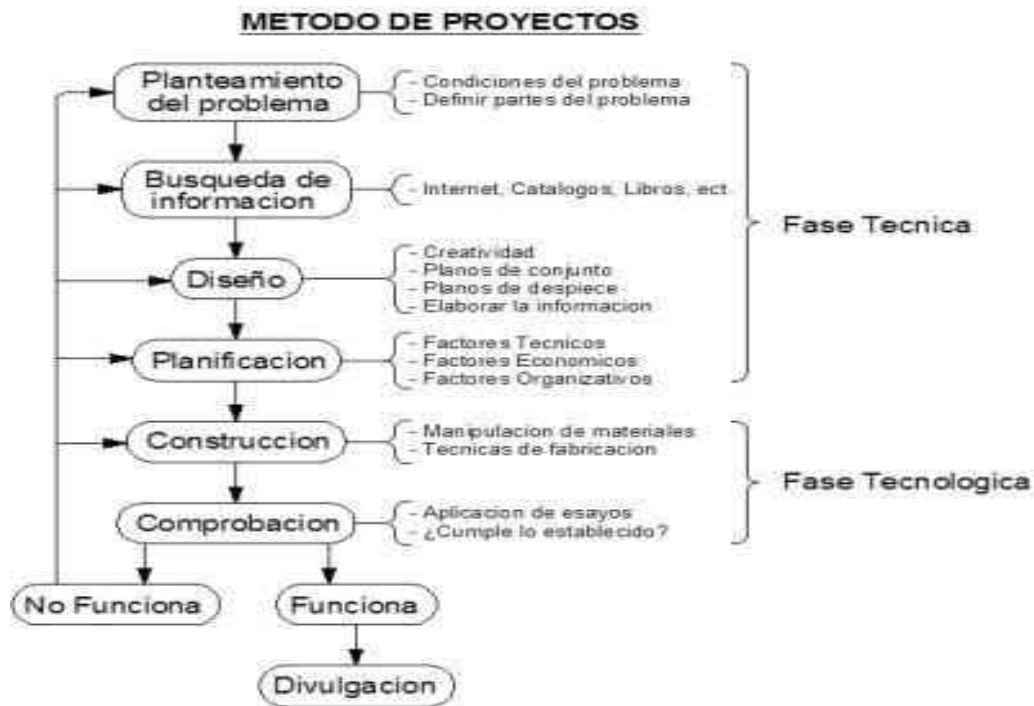 METODO DE PROYECTOS
Planteamiento
del problema
- Condiciones del problema
- Definir partes del problema
Busqueda de
informacion
- Internet, Catalogos, Libros, ect.
Fase Tecnica
Diseño
- Creatividad
- Planos de conjunto
- Planos de despiece
- Elaborar la informacion
Planificacion
- Factores Tecnicos
- Factores Economicos
- Factores Organizativos
Construccion
- Manipulacion de materiales
- Tecnicas de fabricacion
Fase Tecnologica
Comprobacion
- Aplicacion de esayos
- ¿Cumple lo establecido?
No Funciona
Funciona
Divulgacion